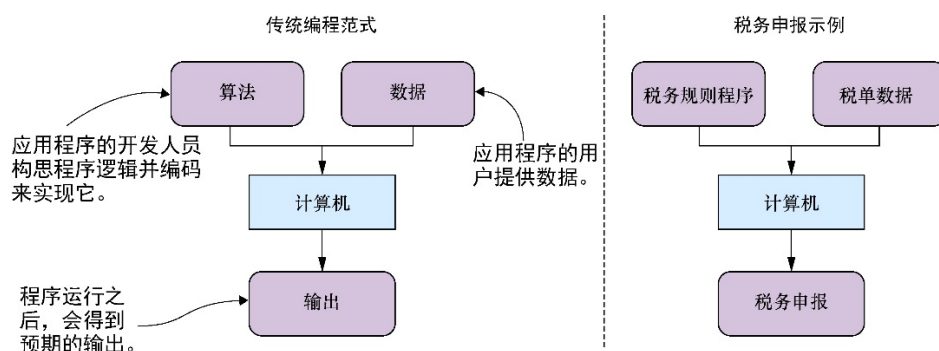 传统编程范式
税务申报示例
算法
数据
税务规则程序
税单数据
应用程序的开发人员
构思程序逻辑并编码
来实现它。
应用程序的用
户提供数据。
计算机
计算机
程序运行之
后，会得到
预期的输出。
输出
税务申报